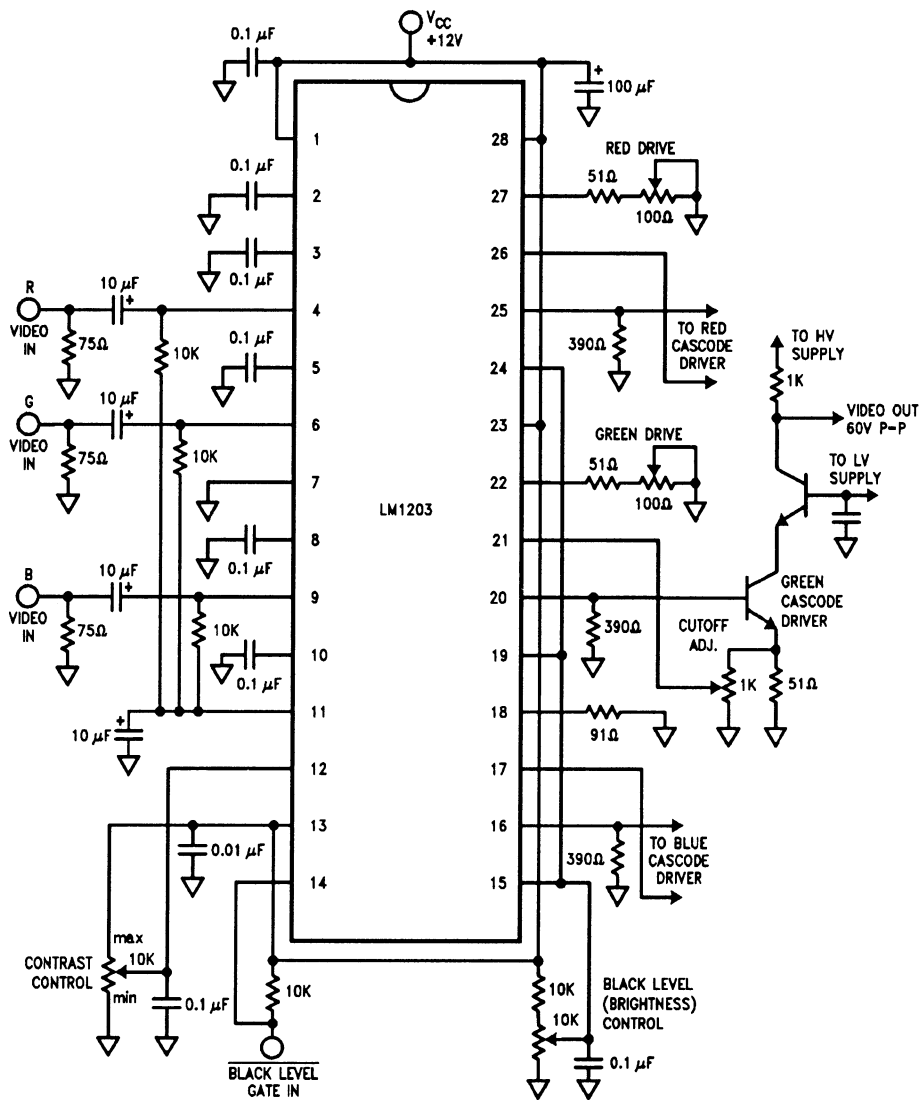 V_CC
+12V
0.1 μF
+
100 μF
1
28
RED DRIVE
0.1 μF
51Ω
2
27
100Ω
3
26
0.1 μF
R
10 μF
+
4
25
VIDEO
IN
75Ω
10K
0.1 μF
390Ω
TO RED
CASCODE
DRIVER
TO HV
SUPPLY
5
24
1K
G
10 μF
+
6
23
VIDEO OUT
60V P-P
VIDEO
IN
75Ω
10K
GREEN DRIVE
51Ω
TO LV
SUPPLY
7
22
LM1203
100Ω
8
21
0.1 μF
B
10 μF
+
9
20
GREEN
CASCODE
DRIVER
VIDEO
IN
75Ω
10K
390Ω
CUTOFF
ADJ.
10
19
0.1 μF
1K
51Ω
11
18
+
10 μF
91Ω
12
17
13
16
0.01 μF
390Ω
TO BLUE
CASCODE
DRIVER
14
15
max
CONTRAST
CONTROL
10K
min
0.1 μF
10K
10K
10K
BLACK LEVEL
(BRIGHTNESS)
CONTROL
0.1 μF
BLACK LEVEL
GATE IN